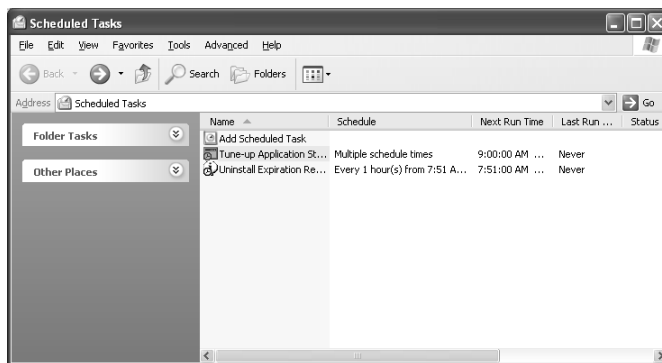 Scheduled Tasks
File Edit View Favorites Tools Advanced Help
Back Search Folders
Address Scheduled Tasks Go
Folder Tasks
Other Places
Name Schedule Next Run Time Last Run ... Status
Add Scheduled Task
Tune-up Application St... Multiple schedule times 9:00:00 AM ... Never
Uninstall Expiration Re... Every 1 hour(s) from 7:51 A... 7:51:00 AM ... Never